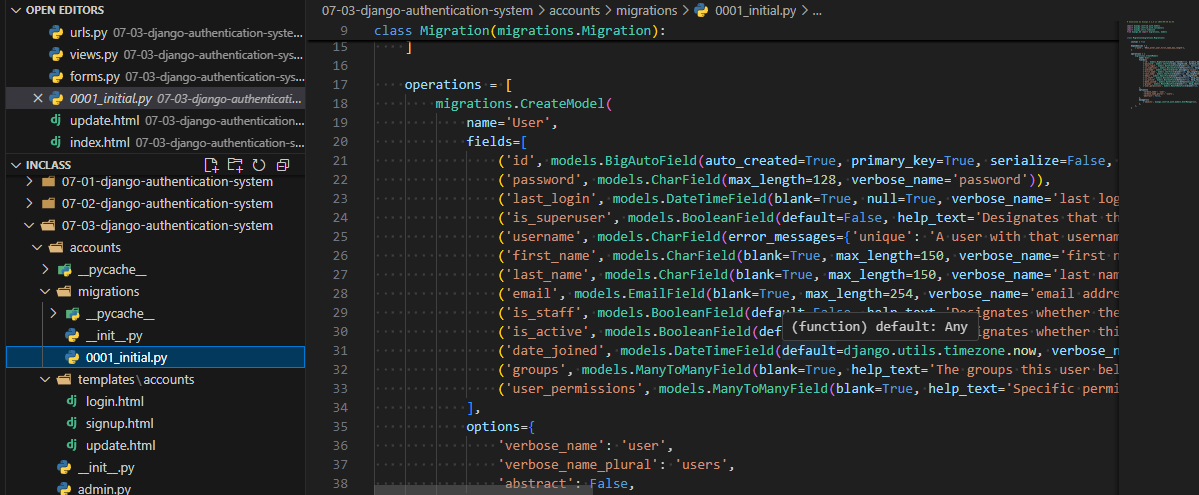 OPEN EDITORS
urls.py 07-03-django-authentication-syste...
views.py 07-03-django-authentication-sys...
forms.py 07-03-django-authentication-sys...
0001_initial.py 07-03-django-authenticati...
update.html 07-03-django-authentication...
index.html 07-03-django-authentication-s...
INCLASS
07-01-django-authentication-system
07-02-django-authentication-system
07-03-django-authentication-system
accounts
__pycache__
migrations
__pycache__
__init__.py
0001_initial.py
templates\accounts
login.html
signup.html
update.html
__init__.py
admin.py
07-03-django-authentication-system > accounts > migrations > 0001_initial.py > ...
9 class Migration(migrations.Migration):
15 ]
16
17 operations = [
18 migrations.CreateModel(
19 name='User',
20 fields=[
21 ('id', models.BigAutoField(auto_created=True, primary_key=True, serialize=False,
22 ('password', models.CharField(max_length=128, verbose_name='password')),
23 ('last_login', models.DateTimeField(blank=True, null=True, verbose_name='last log
24 ('is_superuser', models.BooleanField(default=False, help_text='Designates that th
25 ('username', models.CharField(error_messages={'unique': 'A user with that usernam
26 ('first_name', models.CharField(blank=True, max_length=150, verbose_name='first n
27 ('last_name', models.CharField(blank=True, max_length=150, verbose_name='last nam
28 ('email', models.EmailField(blank=True, max_length=254, verbose_name='email addre
29 ('is_staff', models.BooleanField(default=False, help_text='Designates whether the
30 ('is_active', models.BooleanField(def (function) default: Any gnates whether thi
31 ('date_joined', models.DateTimeField(default=django.utils.timezone.now, verbose_n
32 ('groups', models.ManyToManyField(blank=True, help_text='The groups this user bel
33 ('user_permissions', models.ManyToManyField(blank=True, help_text='Specific permi
34 ],
35 options={
36 'verbose_name': 'user',
37 'verbose_name_plural': 'users',
38 'abstract': False,